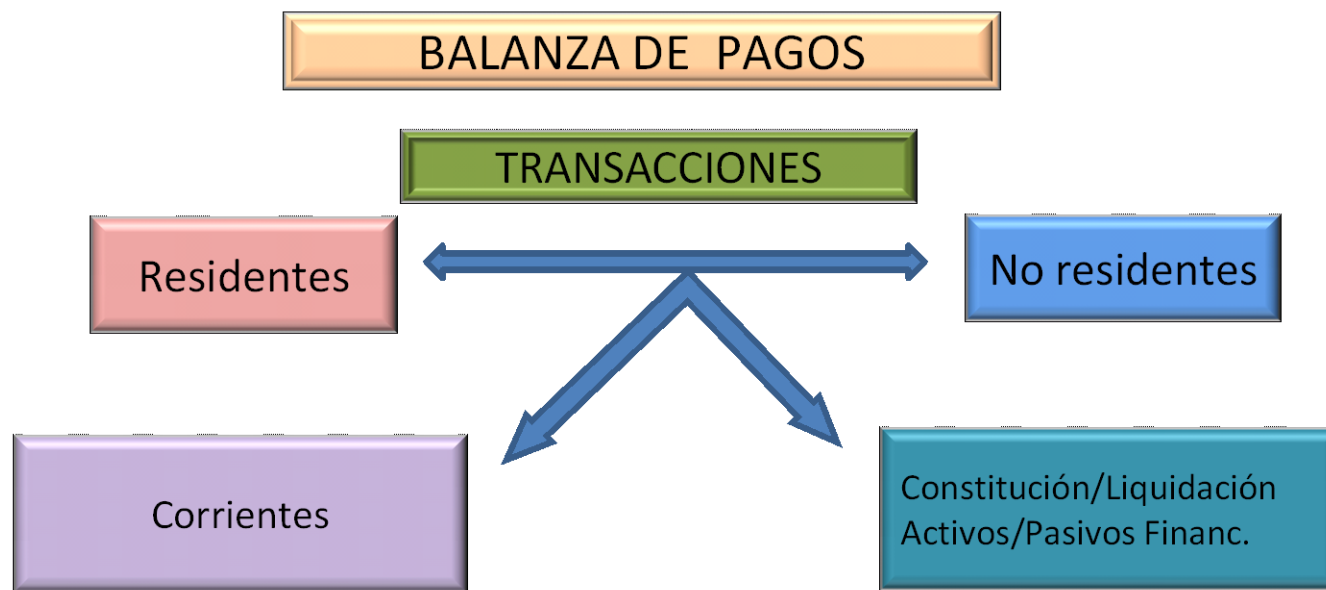 BALANZA DE PAGOS
TRANSACCIONES
Residentes
No residentes
Corrientes
Constitución/Liquidación
Activos/Pasivos Financ.